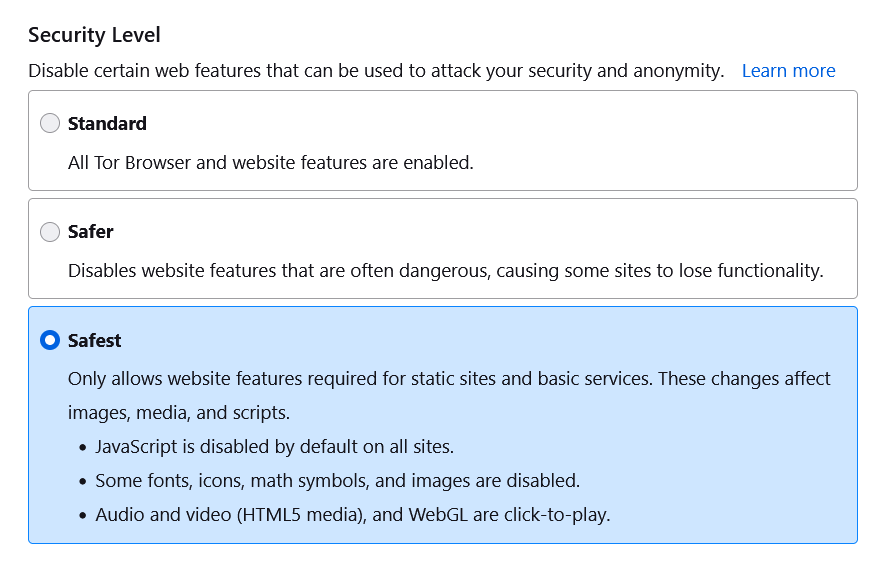 Security Level
Disable certain web features that can be used to attack your security and anonymity. Learn more
Standard
All Tor Browser and website features are enabled.
Safer
Disables website features that are often dangerous, causing some sites to lose functionality.
Safest
Only allows website features required for static sites and basic services. These changes affect
images, media, and scripts.
• JavaScript is disabled by default on all sites.
• Some fonts, icons, math symbols, and images are disabled.
• Audio and video (HTML5 media), and WebGL are click-to-play.